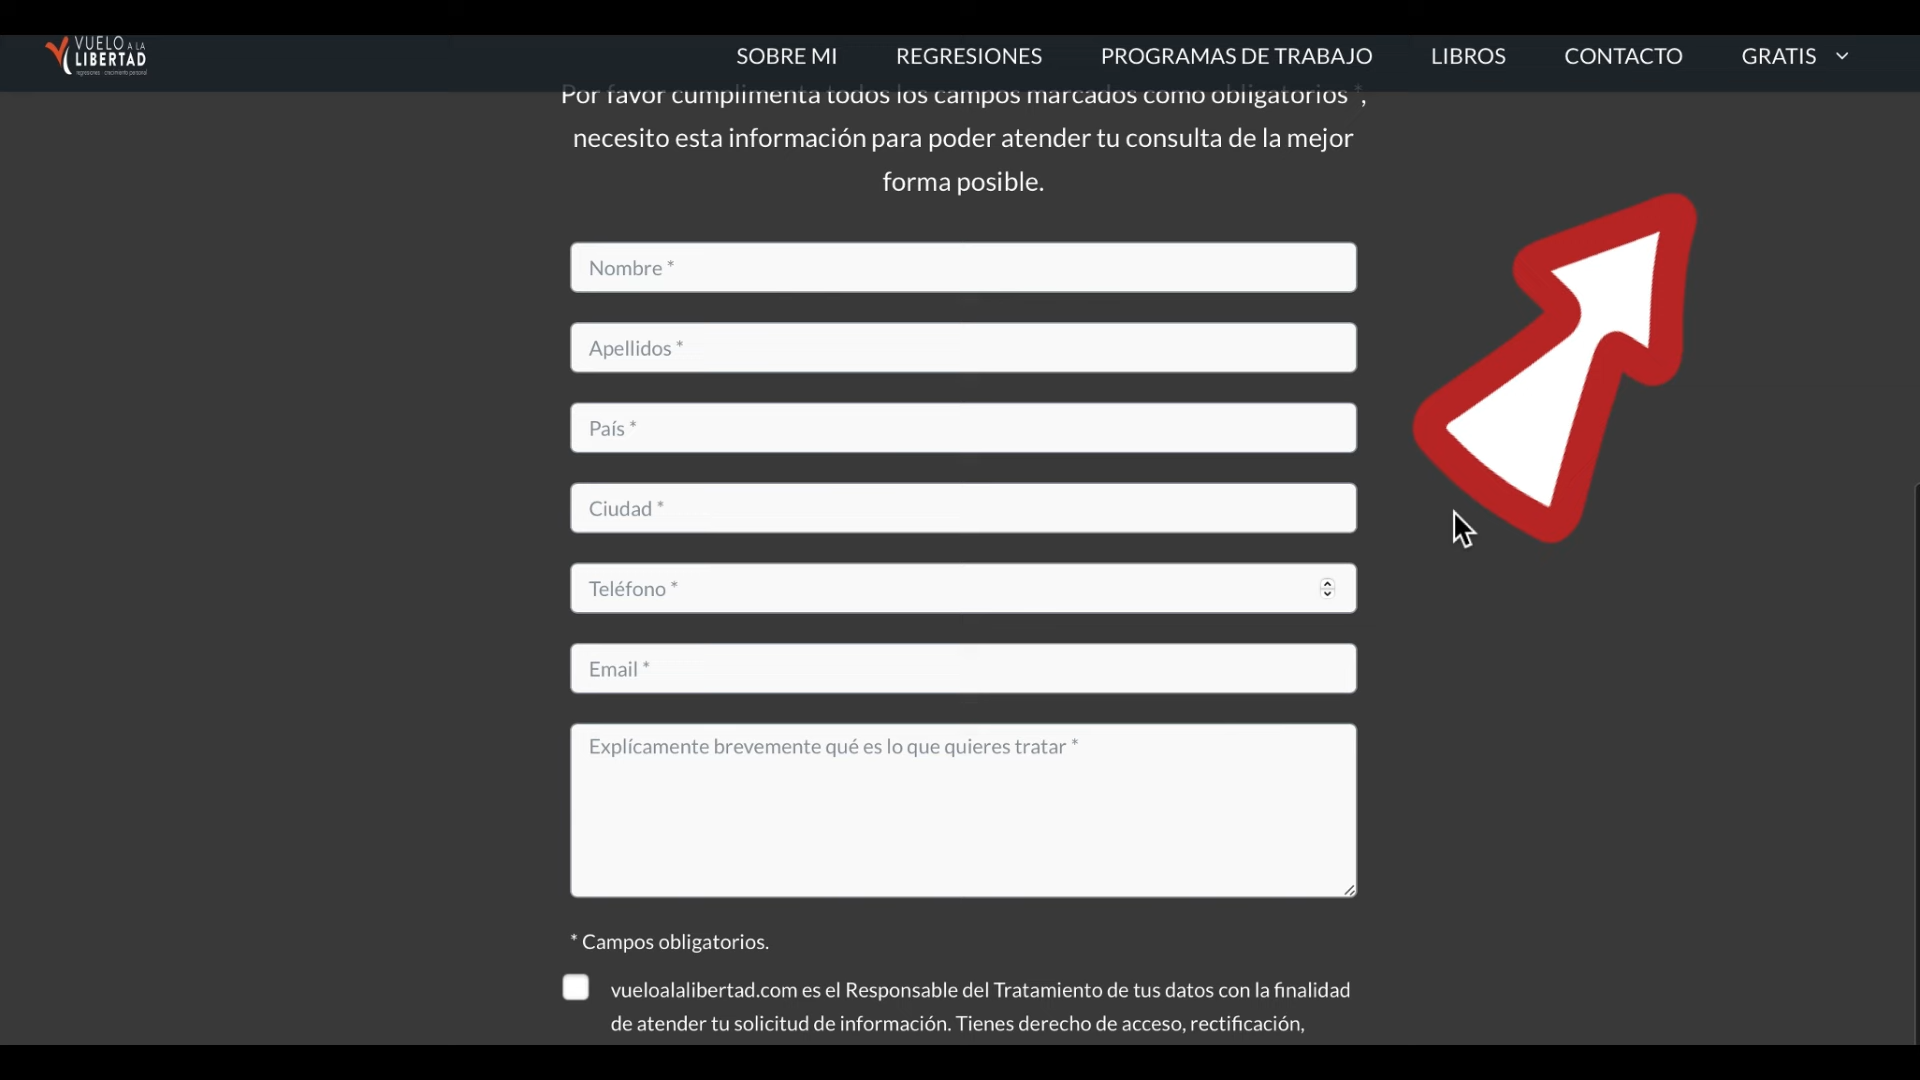 VUELO A LA
LIBERTAD
regresiones - crecimiento personal
SOBRE MI REGRESIONES PROGRAMAS DE TRABAJO LIBROS CONTACTO GRATIS
Por favor cumplimenta todos los campos marcados como obligatorios *,
necesito esta información para poder atender tu consulta de la mejor
forma posible.
Nombre *
Apellidos *
País *
Ciudad *
Teléfono *
Email *
Explícamente brevemente qué es lo que quieres tratar *
* Campos obligatorios.
vueloalalibertad.com es el Responsable del Tratamiento de tus datos con la finalidad
de atender tu solicitud de información. Tienes derecho de acceso, rectificación,